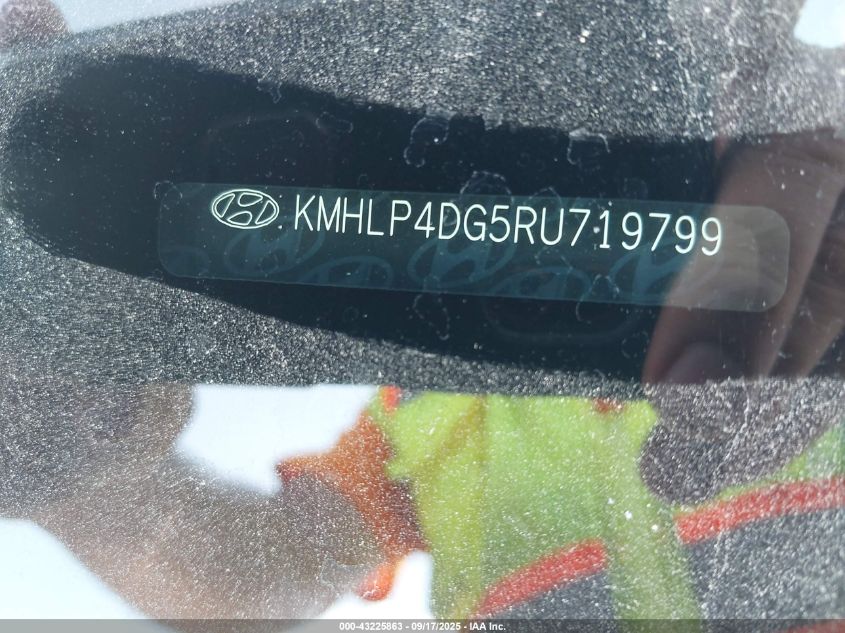 KMHLP4DG5RU719799
000-43225863 - 09/17/2025 - IAA Inc.